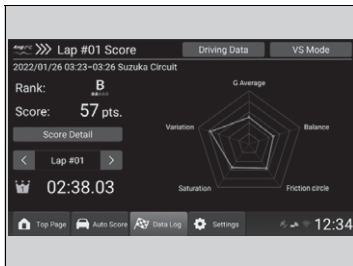 Lap #01 Score
Driving Data
VS Mode
2022/01/26 03:23-03:26 Suzuka Circuit
Rank: B
Score: 57 pts.
Score Detail
< Lap #01 >
02:38.03
G Average
Variation
Balance
Saturation
Friction circle
Top Page
Auto Score
Data Log
Settings
12:34